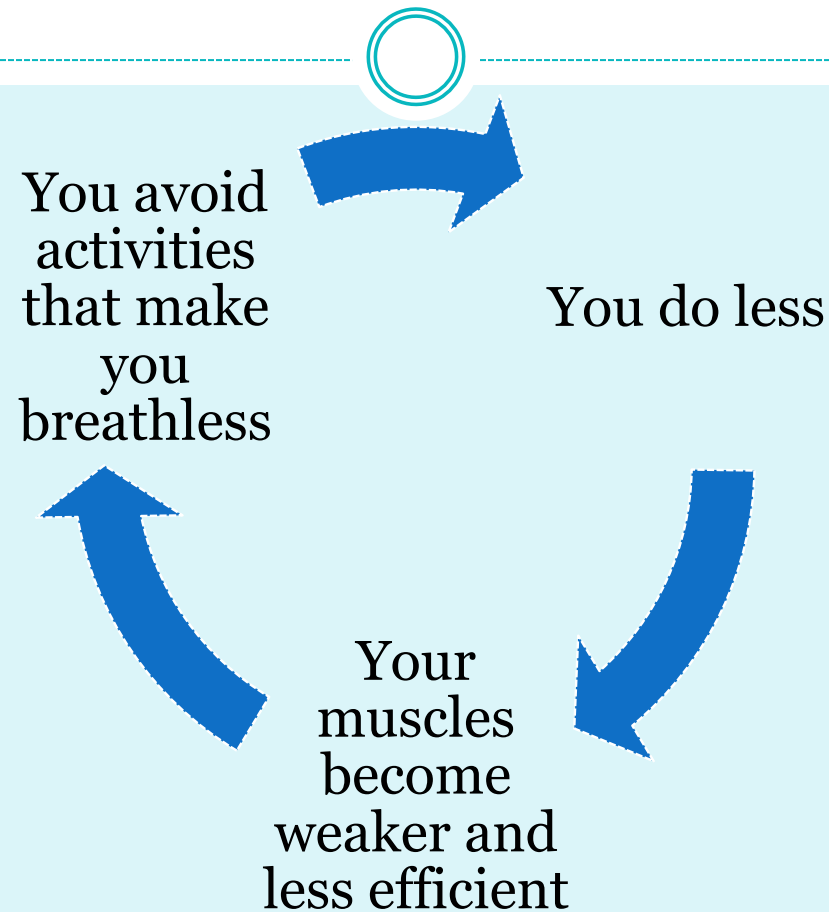 You avoid
activities
that make
you
breathless
You do less
Your
muscles
become
weaker and
less efficient